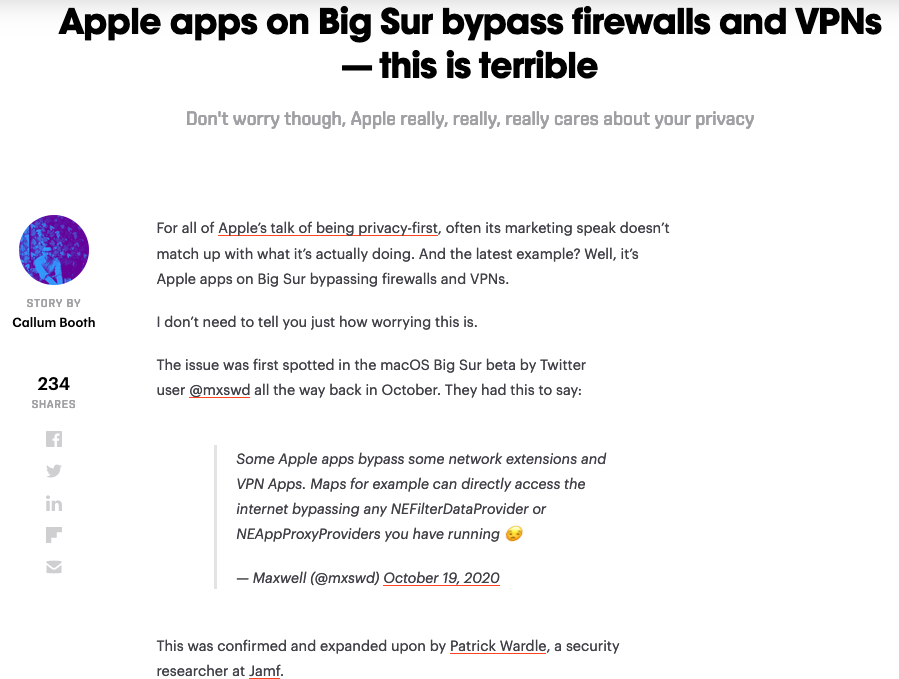 Apple apps on Big Sur bypass firewalls and VPNs
— this is terrible
Don't worry though, Apple really, really, really cares about your privacy
STORY BY
Callum Booth
234
SHARES
For all of Apple’s talk of being privacy-first, often its marketing speak doesn’t
match up with what it’s actually doing. And the latest example? Well, it’s
Apple apps on Big Sur bypassing firewalls and VPNs.
I don’t need to tell you just how worrying this is.
The issue was first spotted in the macOS Big Sur beta by Twitter
user @mxswd all the way back in October. They had this to say:
Some Apple apps bypass some network extensions and
VPN Apps. Maps for example can directly access the
internet bypassing any NEFilterDataProvider or
NEAppProxyProviders you have running 😒
— Maxwell (@mxswd) October 19, 2020
This was confirmed and expanded upon by Patrick Wardle, a security
researcher at Jamf.